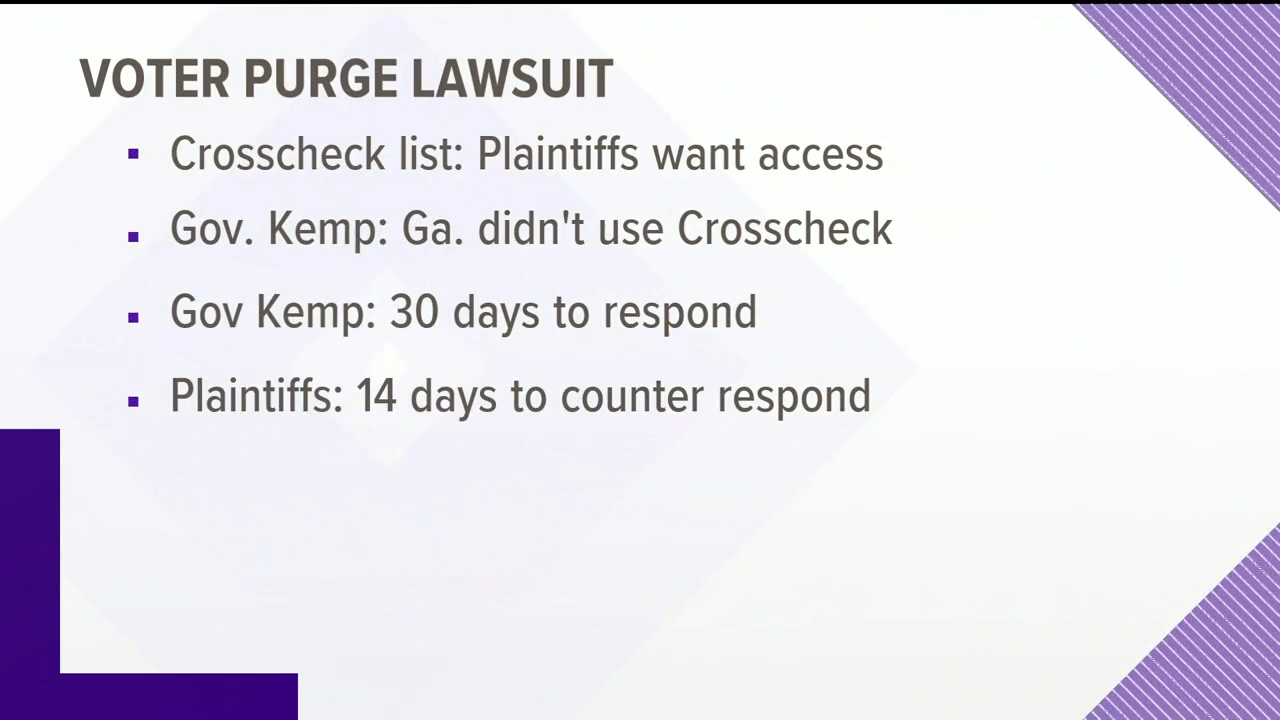 VOTER PURGE LAWSUIT
Crosscheck list: Plaintiffs want access
Gov. Kemp: Ga. didn't use Crosscheck
Gov Kemp: 30 days to respond
Plaintiffs: 14 days to counter respond